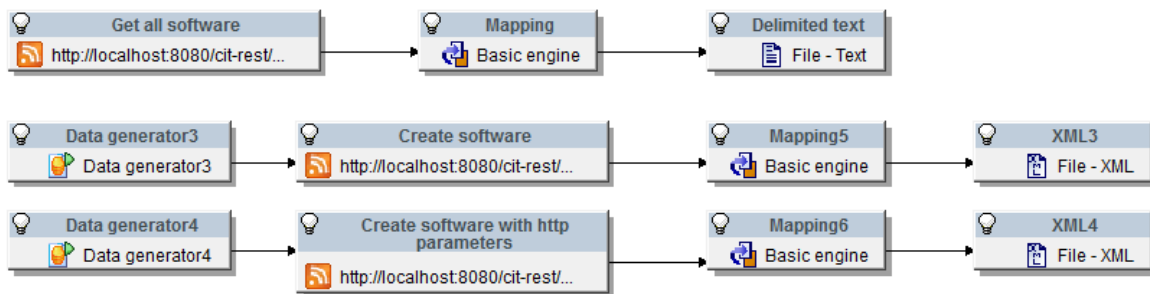 Get all software
http://localhost:8080/cit-rest/...
Mapping
Basic engine
Delimited text
File - Text
Data generator3
Data generator3
Create software
http://localhost:8080/cit-rest/...
Mapping5
Basic engine
XML3
File - XML
Data generator4
Data generator4
Create software with http
parameters
http://localhost:8080/cit-rest/...
Mapping6
Basic engine
XML4
File - XML